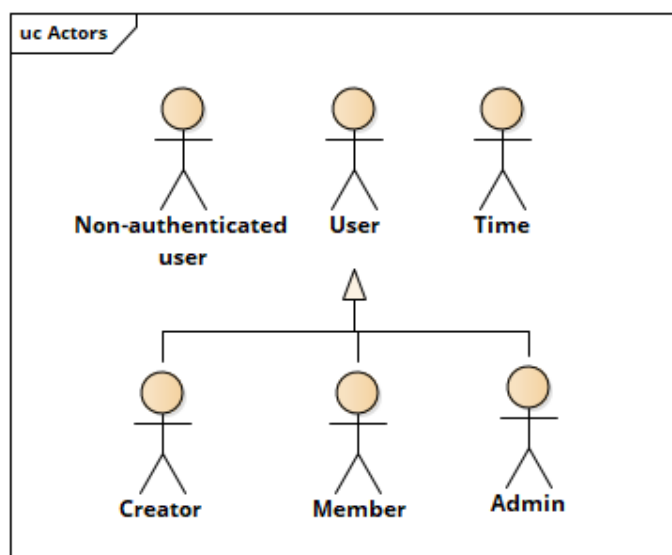 uc Actors
Non-authenticated
user
User
Time
Creator
Member
Admin